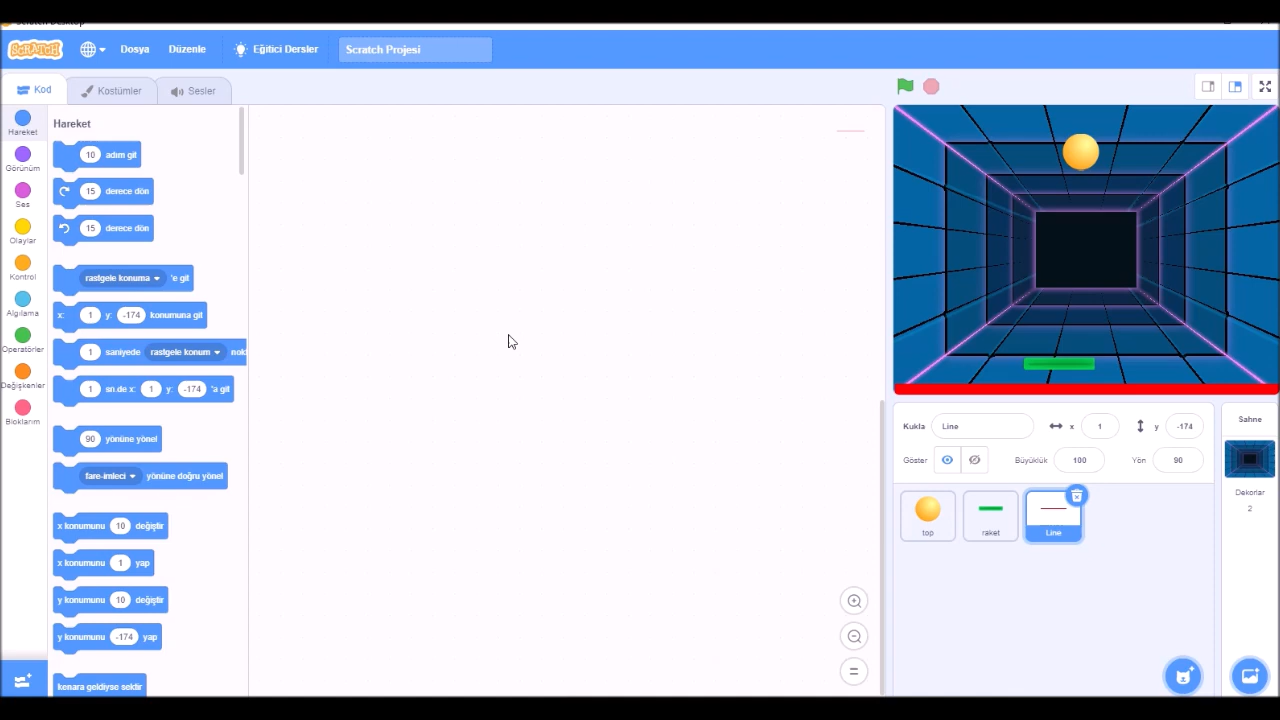 Scratch Desktop
SCRATCH
Dosya
Düzenle
Eğitici Dersler
Scratch Projesi
Kod
Kostümler
Sesler
Hareket
Görünüm
Ses
Olaylar
Kontrol
Algılama
Operatörler
Değişkenler
Bloklarım
Hareket
10 adım git
15 derece dön
15 derece dön
rastgele konuma 'e git
x: 1 y: -174 konumuna git
1 saniyede rastgele konum nok
1 sn.de x: 1 y: -174 'a git
90 yönüne yönel
fare-imleci yönüne doğru yönel
x konumunu 10 değiştir
x konumunu 1 yap
y konumunu 10 değiştir
y konumunu -174 yap
kenara geldiyse sektir
Kukla Line x 1 y -174
Göster Büyüklük 100 Yön 90
top
raket
Line
Sahne
Dekorlar
2